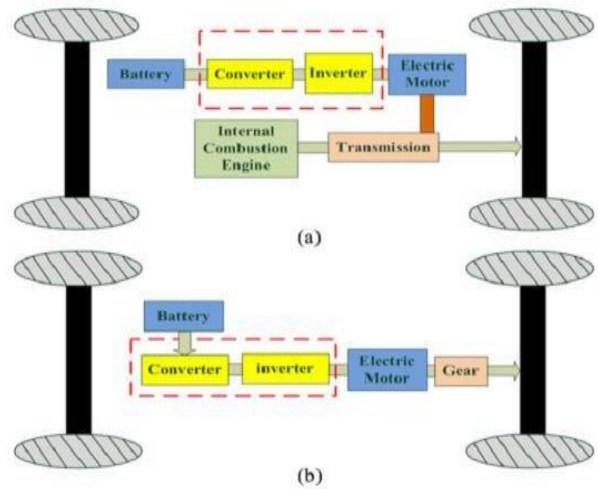 Battery
Converter
Inverter
Electric
Motor
Internal
Combustion
Engine
Transmission
(a)
Battery
Converter
inverter
Electric
Motor
Gear
(b)